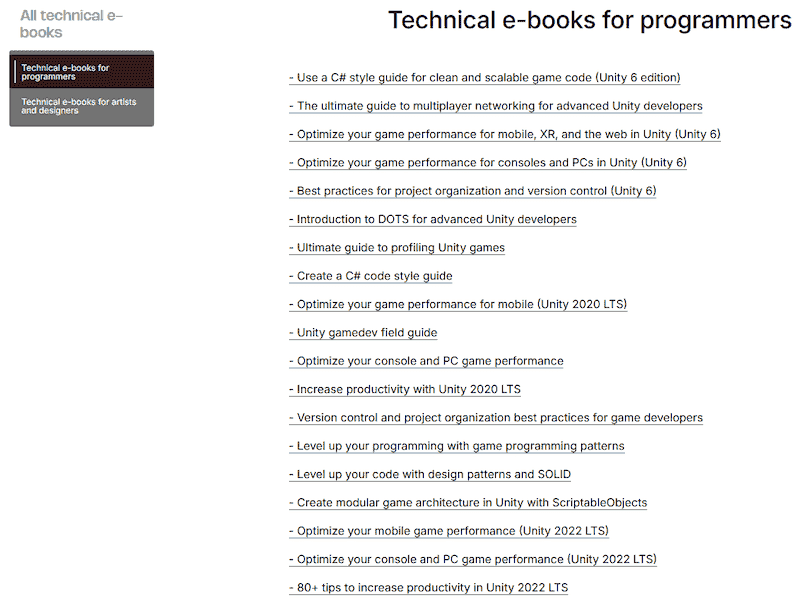 All technical e-
books
Technical e-books for
programmers
Technical e-books for artists
and designers
Technical e-books for programmers
- Use a C# style guide for clean and scalable game code (Unity 6 edition)
- The ultimate guide to multiplayer networking for advanced Unity developers
- Optimize your game performance for mobile, XR, and the web in Unity (Unity 6)
- Optimize your game performance for consoles and PCs in Unity (Unity 6)
- Best practices for project organization and version control (Unity 6)
- Introduction to DOTS for advanced Unity developers
- Ultimate guide to profiling Unity games
- Create a C# code style guide
- Optimize your game performance for mobile (Unity 2020 LTS)
- Unity gamedev field guide
- Optimize your console and PC game performance
- Increase productivity with Unity 2020 LTS
- Version control and project organization best practices for game developers
- Level up your programming with game programming patterns
- Level up your code with design patterns and SOLID
- Create modular game architecture in Unity with ScriptableObjects
- Optimize your mobile game performance (Unity 2022 LTS)
- Optimize your console and PC game performance (Unity 2022 LTS)
- 80+ tips to increase productivity in Unity 2022 LTS